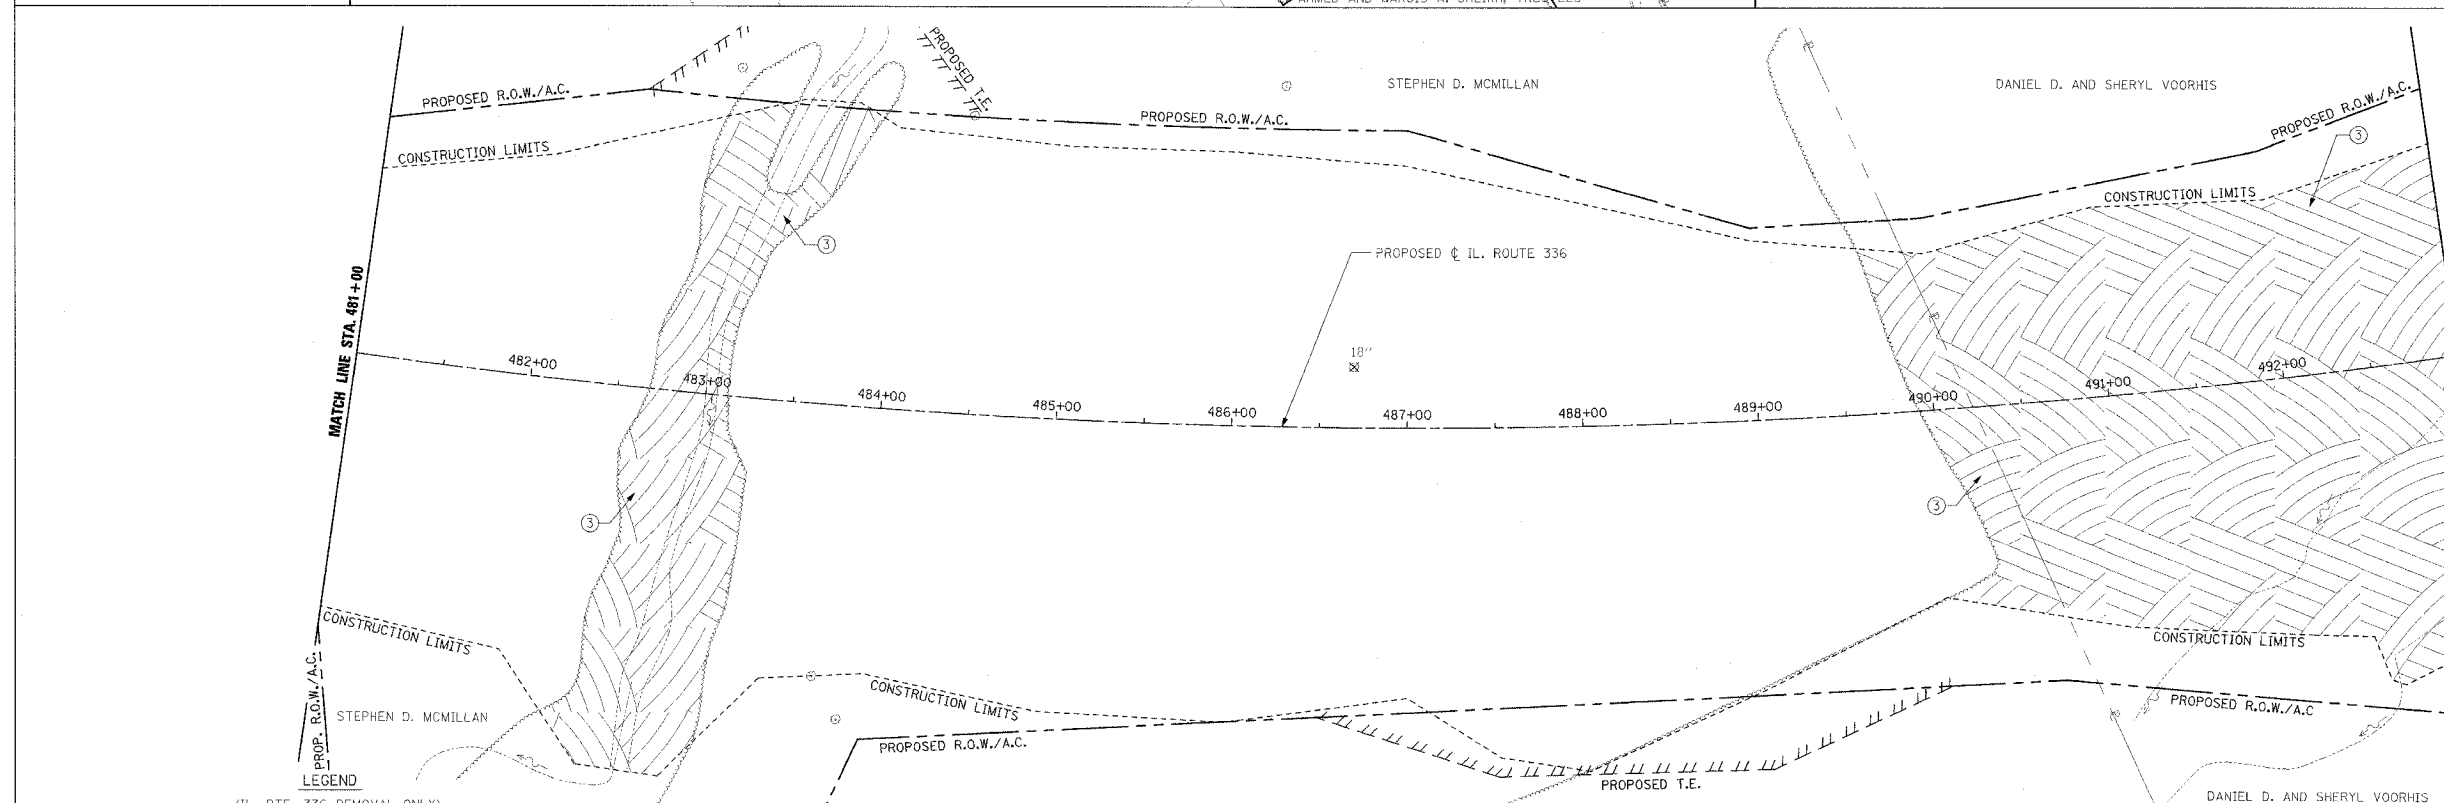 PROPOSED T.E.
STEPHEN D. MCMILLAN
DANIEL D. AND SHERYL VOORHIS
PROPOSED R.O.W./A.C.
PROPOSED R.O.W./A.C.
PROPOSED R.O.W./A.C.
3
CONSTRUCTION LIMITS
CONSTRUCTION LIMITS
3
PROPOSED ℄ IL. ROUTE 336
MATCH LINE STA. 481+00
18"
482+00
483+00
484+00
485+00
486+00
487+00
488+00
489+00
490+00
491+00
492+00
3
3
CONSTRUCTION LIMITS
CONSTRUCTION LIMITS
CONSTRUCTION LIMITS
PROP. R.O.W./A.C.
STEPHEN D. MCMILLAN
PROPOSED R.O.W./A.C.
PROPOSED R.O.W./A.C
LEGEND
PROPOSED T.E.
DANIEL D. AND SHERYL VOORHIS
336 REMOVAL ONLY)